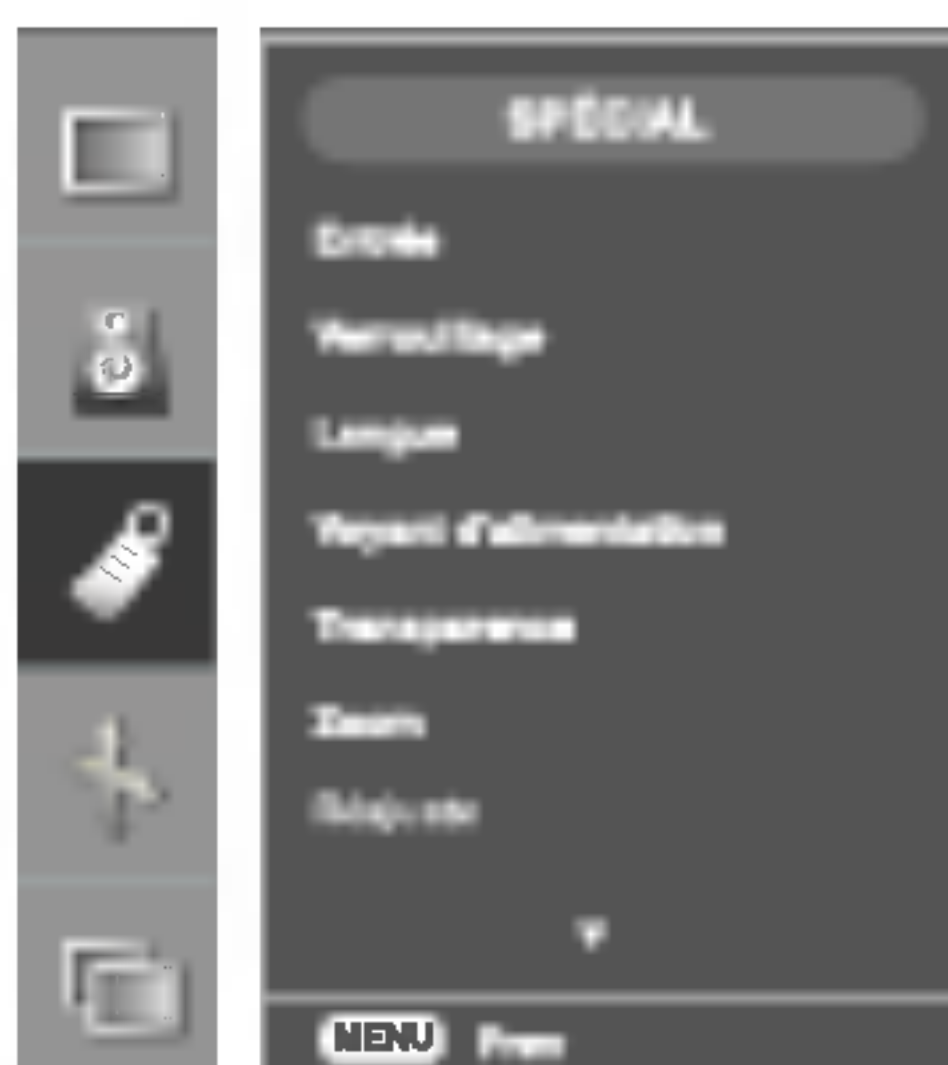 SPÉCIAL
Entrée
Verrouillage
Langue
Voyant d'alimentation
Transparence
Zoom
MENU